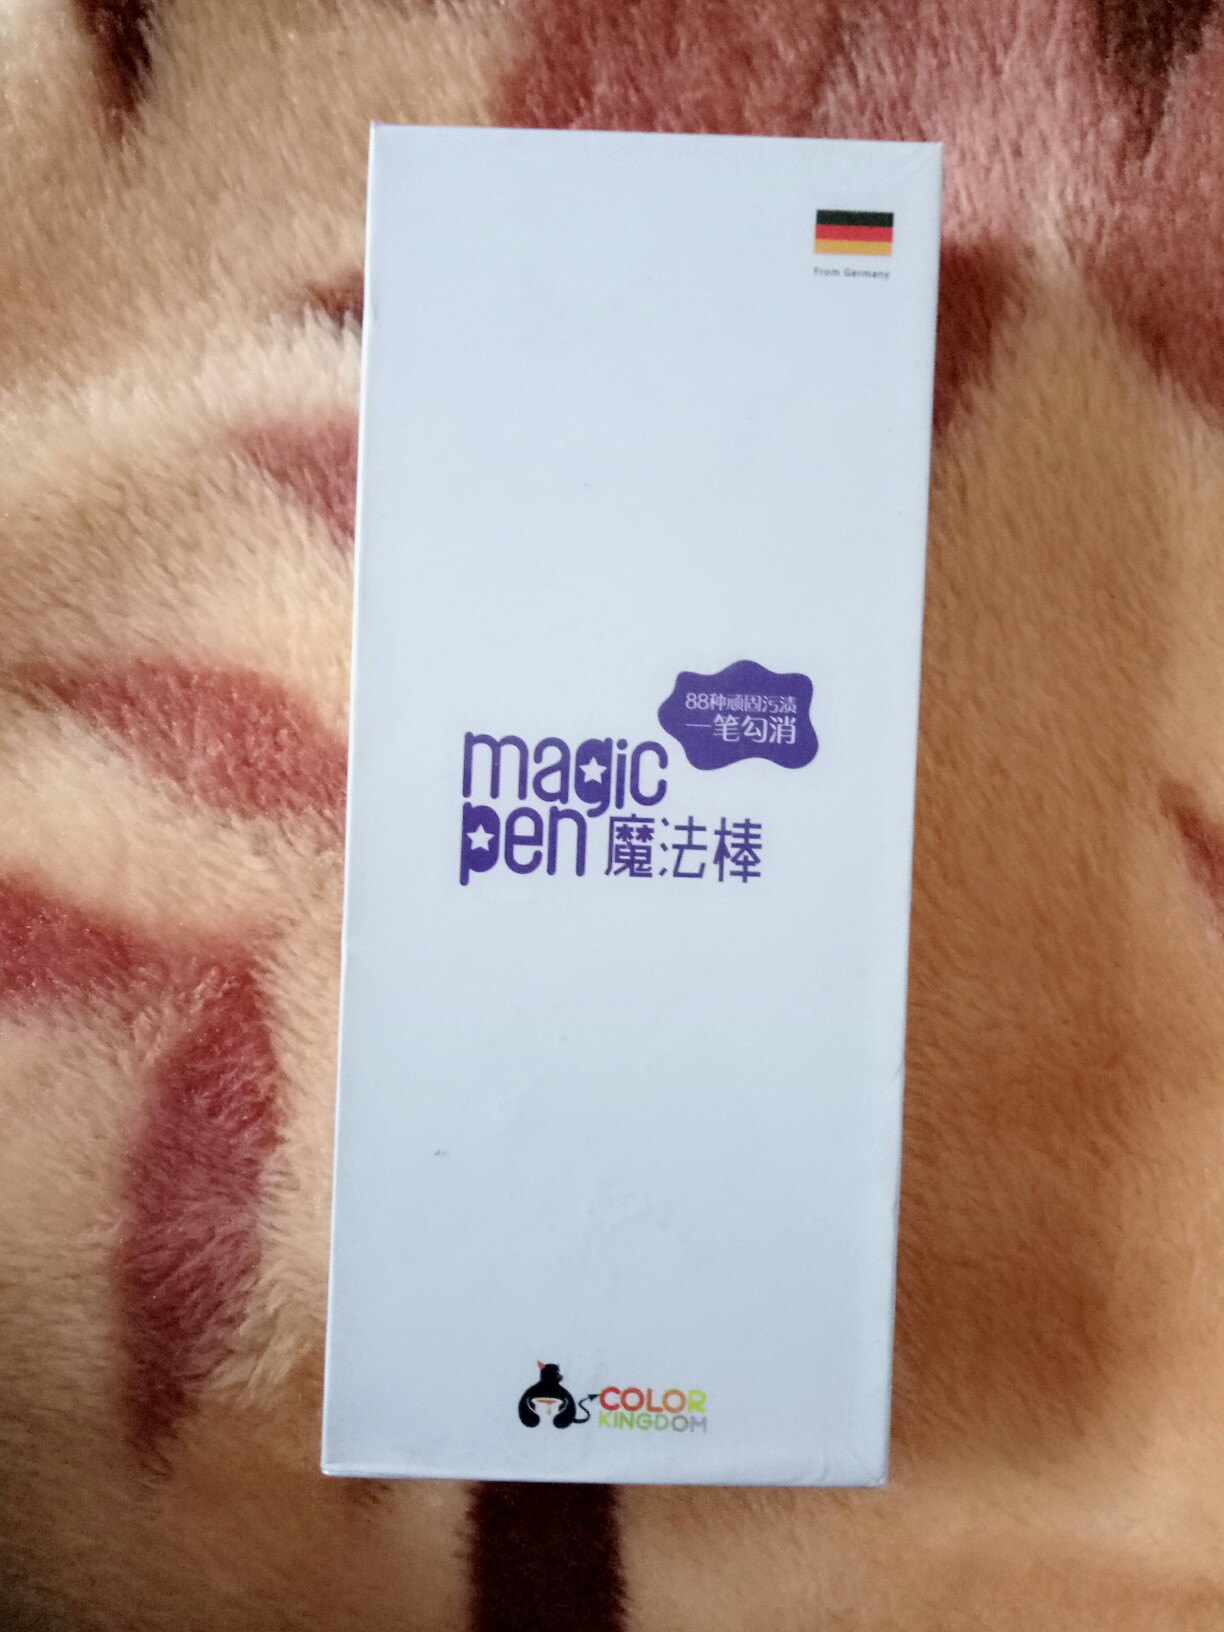 From Germany
88种顽固污渍
一笔勾消
magic
pen 魔法棒
COLOR
KINGDOM